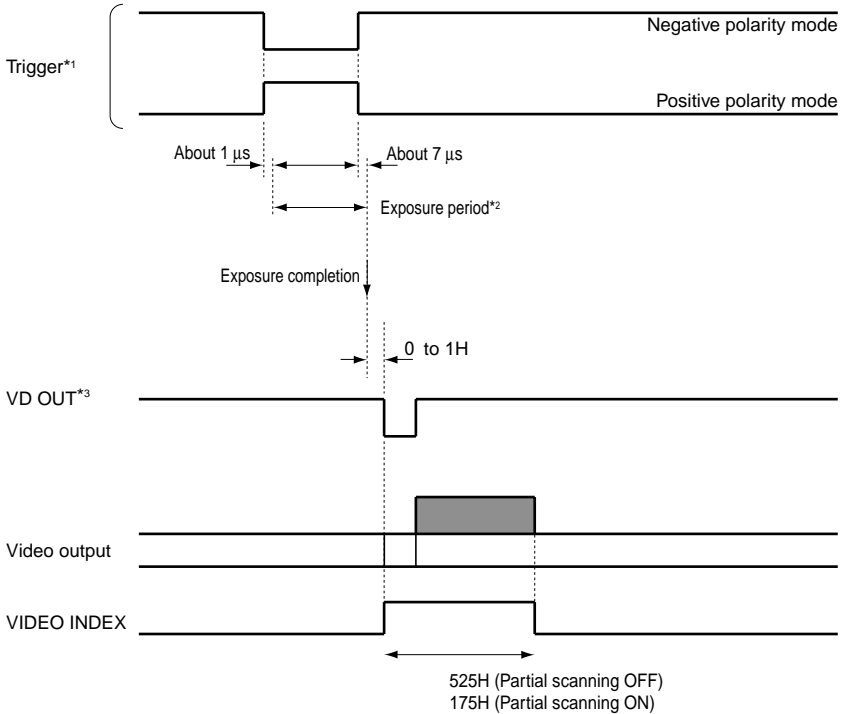 Negative polarity mode
Trigger*1
Positive polarity mode
About 1 µs
About 7 µs
Exposure period*2
Exposure completion
0 to 1H
VD OUT*3
Video output
VIDEO INDEX
525H (Partial scanning OFF)
175H (Partial scanning ON)